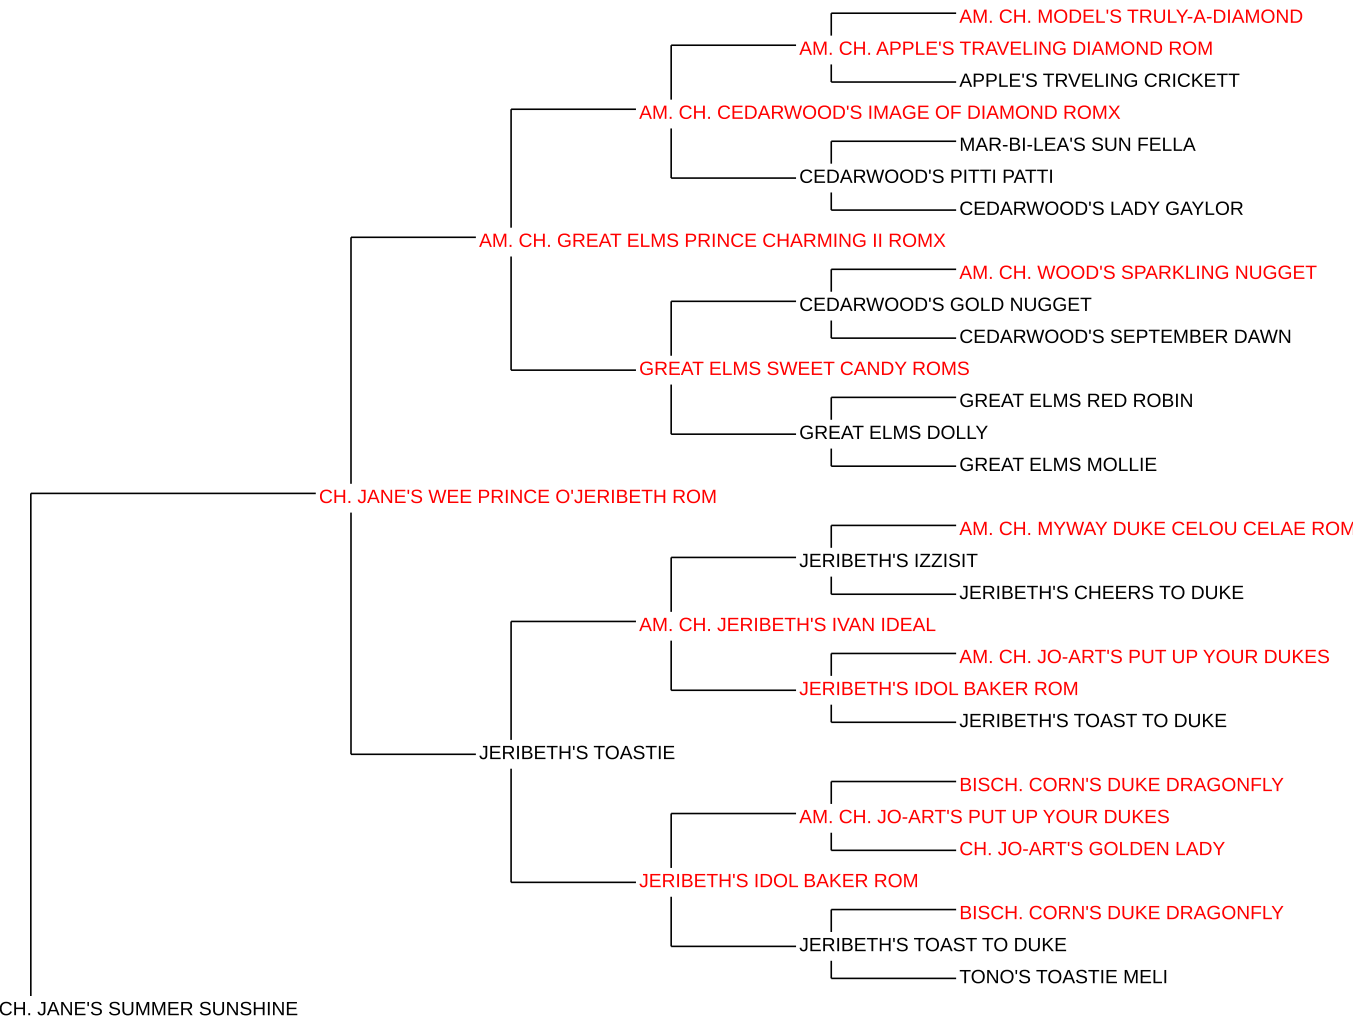 AM. CH. MODEL'S TRULY-A-DIAMOND
AM. CH. APPLE'S TRAVELING DIAMOND ROM
APPLE'S TRVELING CRICKETT
AM. CH. CEDARWOOD'S IMAGE OF DIAMOND ROMX
MAR-BI-LEA'S SUN FELLA
CEDARWOOD'S PITTI PATTI
CEDARWOOD'S LADY GAYLOR
AM. CH. GREAT ELMS PRINCE CHARMING II ROMX
AM. CH. WOOD'S SPARKLING NUGGET
CEDARWOOD'S GOLD NUGGET
CEDARWOOD'S SEPTEMBER DAWN
GREAT ELMS SWEET CANDY ROMS
GREAT ELMS RED ROBIN
GREAT ELMS DOLLY
GREAT ELMS MOLLIE
CH. JANE'S WEE PRINCE O'JERIBETH ROM
AM. CH. MYWAY DUKE CELOU CELAE ROM
JERIBETH'S IZZISIT
JERIBETH'S CHEERS TO DUKE
AM. CH. JERIBETH'S IVAN IDEAL
AM. CH. JO-ART'S PUT UP YOUR DUKES
JERIBETH'S IDOL BAKER ROM
JERIBETH'S TOAST TO DUKE
JERIBETH'S TOASTIE
BISCH. CORN'S DUKE DRAGONFLY
AM. CH. JO-ART'S PUT UP YOUR DUKES
CH. JO-ART'S GOLDEN LADY
JERIBETH'S IDOL BAKER ROM
BISCH. CORN'S DUKE DRAGONFLY
JERIBETH'S TOAST TO DUKE
TONO'S TOASTIE MELI
CH. JANE'S SUMMER SUNSHINE